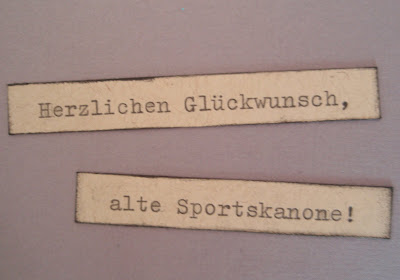 Herzlichen Glückwunsch,
alte Sportskanone!